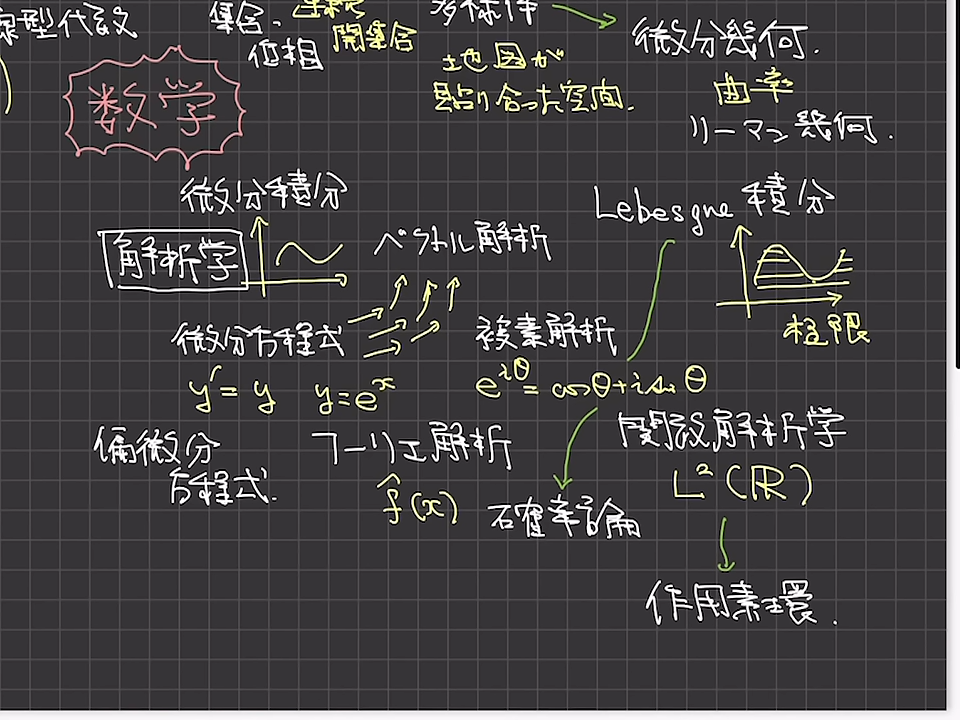 線型代数
集合・
位相
連続
開集合
多様体
地図が
貼り合った空間.
微分幾何.
曲率
リーマン幾何.
数学
微分積分
解析学
ベクトル解析
Lebesgue 積分
極限
微分方程式
複素解析
y' = y   y = e^x
e^{iθ} = cosθ + i sinθ
偏微分
方程式.
フーリエ解析
f̂(x)
確率論
関数解析学
L²(ℝ)
作用素環.